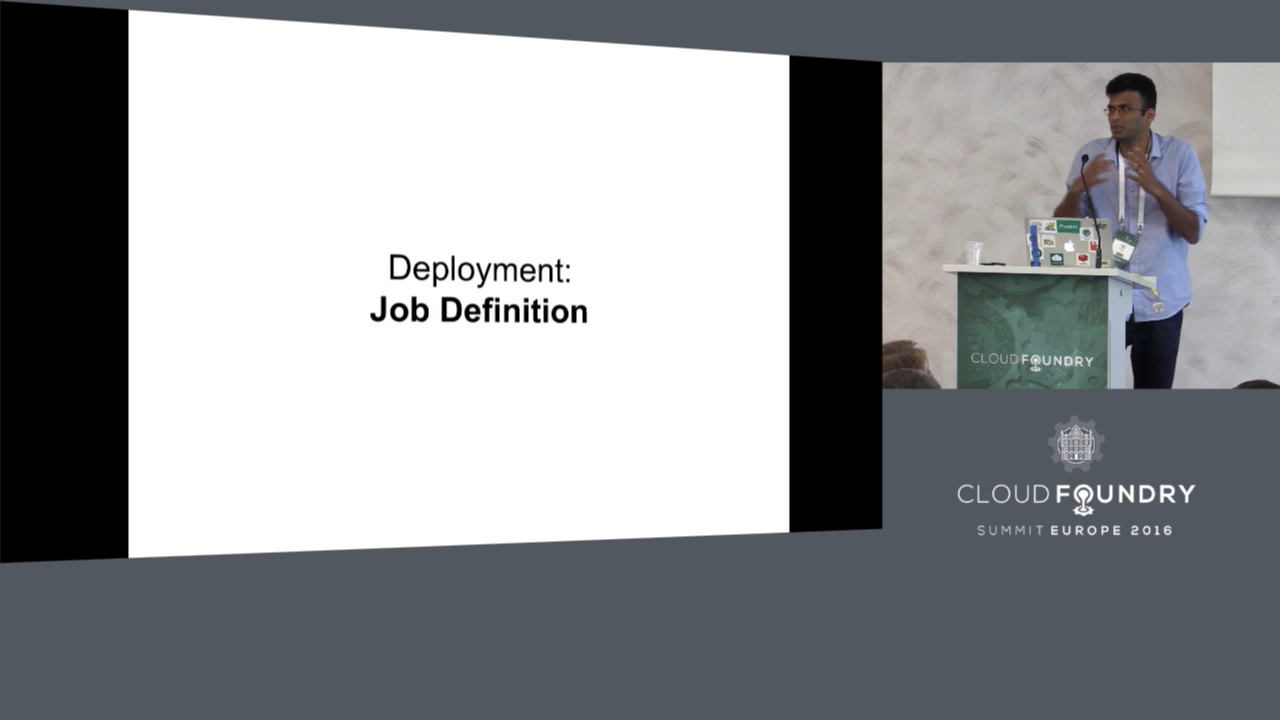 Deployment:
Job Definition
CLOUD FOUNDRY
CLOUD FOUNDRY
SUMMIT EUROPE 2016